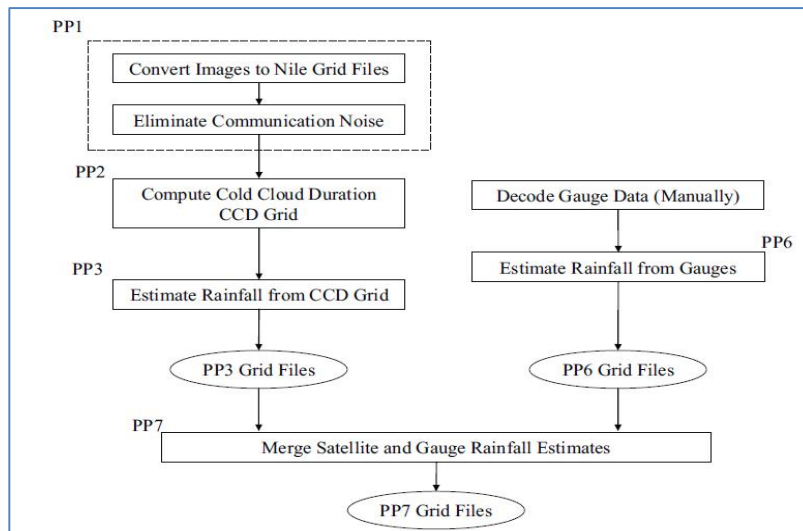 PP1
Convert Images to Nile Grid Files
Eliminate Communication Noise
PP2
Compute Cold Cloud Duration
CCD Grid
Decode Gauge Data (Manually)
PP3
Estimate Rainfall from CCD Grid
PP6
Estimate Rainfall from Gauges
PP3 Grid Files
PP6 Grid Files
PP7
Merge Satellite and Gauge Rainfall Estimates
PP7 Grid Files